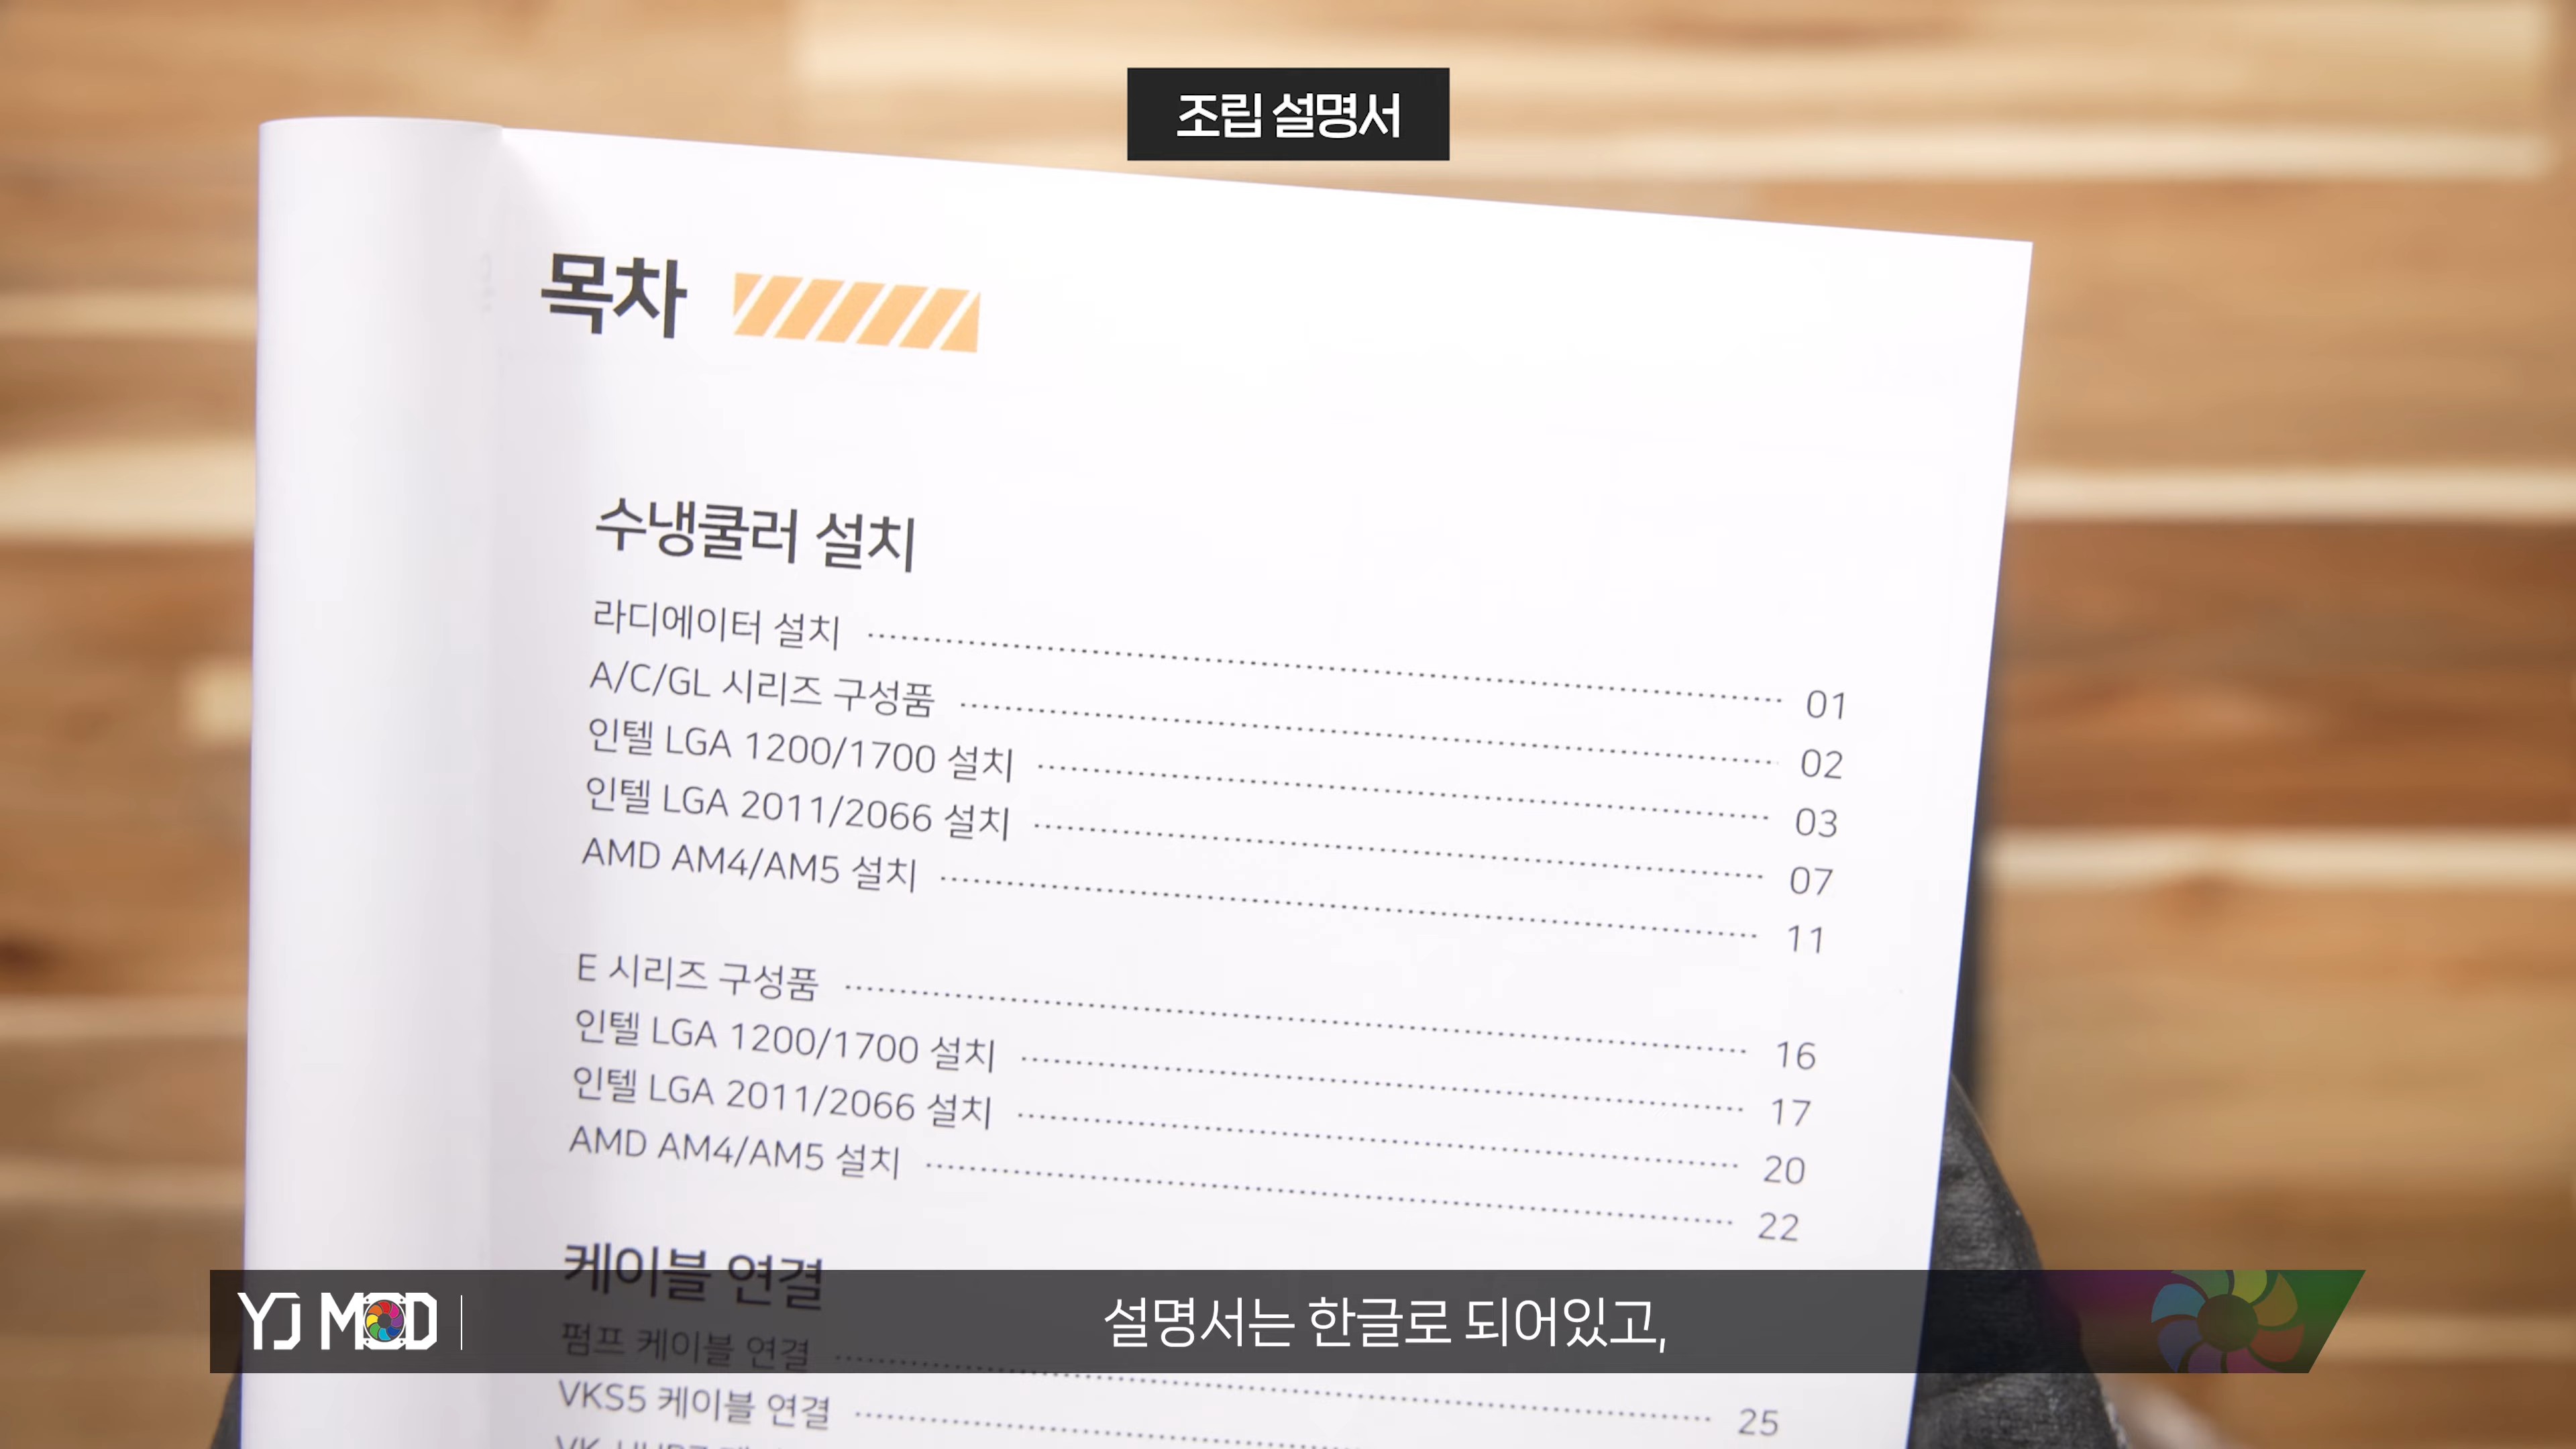 조립 설명서
목차
수냉쿨러 설치
라디에이터 설치 01
A/C/GL 시리즈 구성품 02
인텔 LGA 1200/1700 설치 03
인텔 LGA 2011/2066 설치 07
AMD AM4/AM5 설치 11
E 시리즈 구성품 16
인텔 LGA 1200/1700 설치 17
인텔 LGA 2011/2066 설치 20
AMD AM4/AM5 설치 22
케이블 연결
펌프 케이블 연결 25
VKS5 케이블 연결
YJ MOD
설명서는 한글로 되어있고,